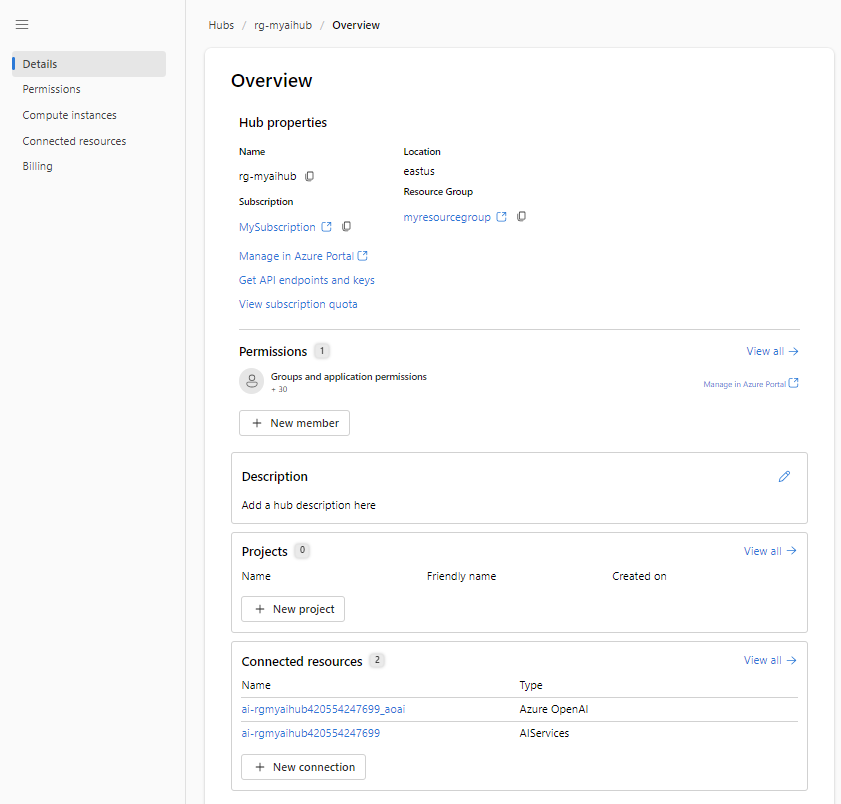 Hubs / rg-myaihub / Overview
Details
Permissions
Compute instances
Connected resources
Billing
Overview
Hub properties
Name
rg-myaihub
Subscription
MySubscription
Location
eastus
Resource Group
myresourcegroup
Manage in Azure Portal
Get API endpoints and keys
View subscription quota
Permissions 1 View all
Groups and application permissions
+ 30
Manage in Azure Portal
New member
Description
Add a hub description here
Projects 0 View all
Name Friendly name Created on
New project
Connected resources 2 View all
Name Type
ai-rgmyaihub420554247699_aoai Azure OpenAI
ai-rgmyaihub420554247699 AIServices
New connection